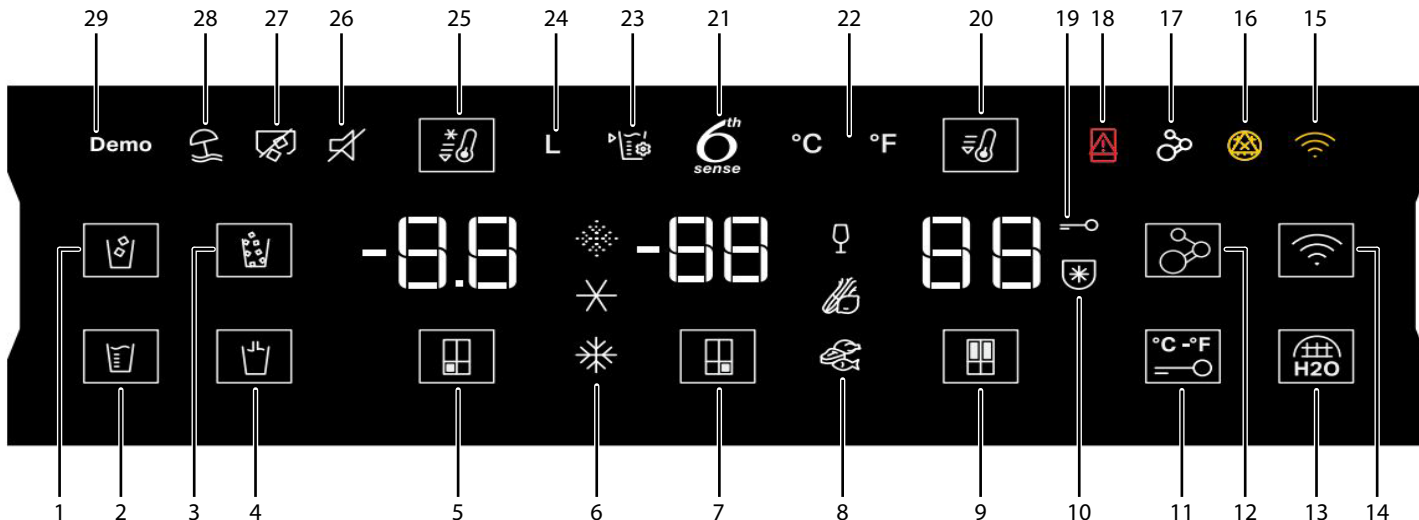 29 28 27 26 25 24 23 21 22 20 19 18 17 16 15
Demo L 6th sense °C °F
-8.8 -88 88
°C -°F
H2O
1 2 3 4 5 6 7 8 9 10 11 12 13 14